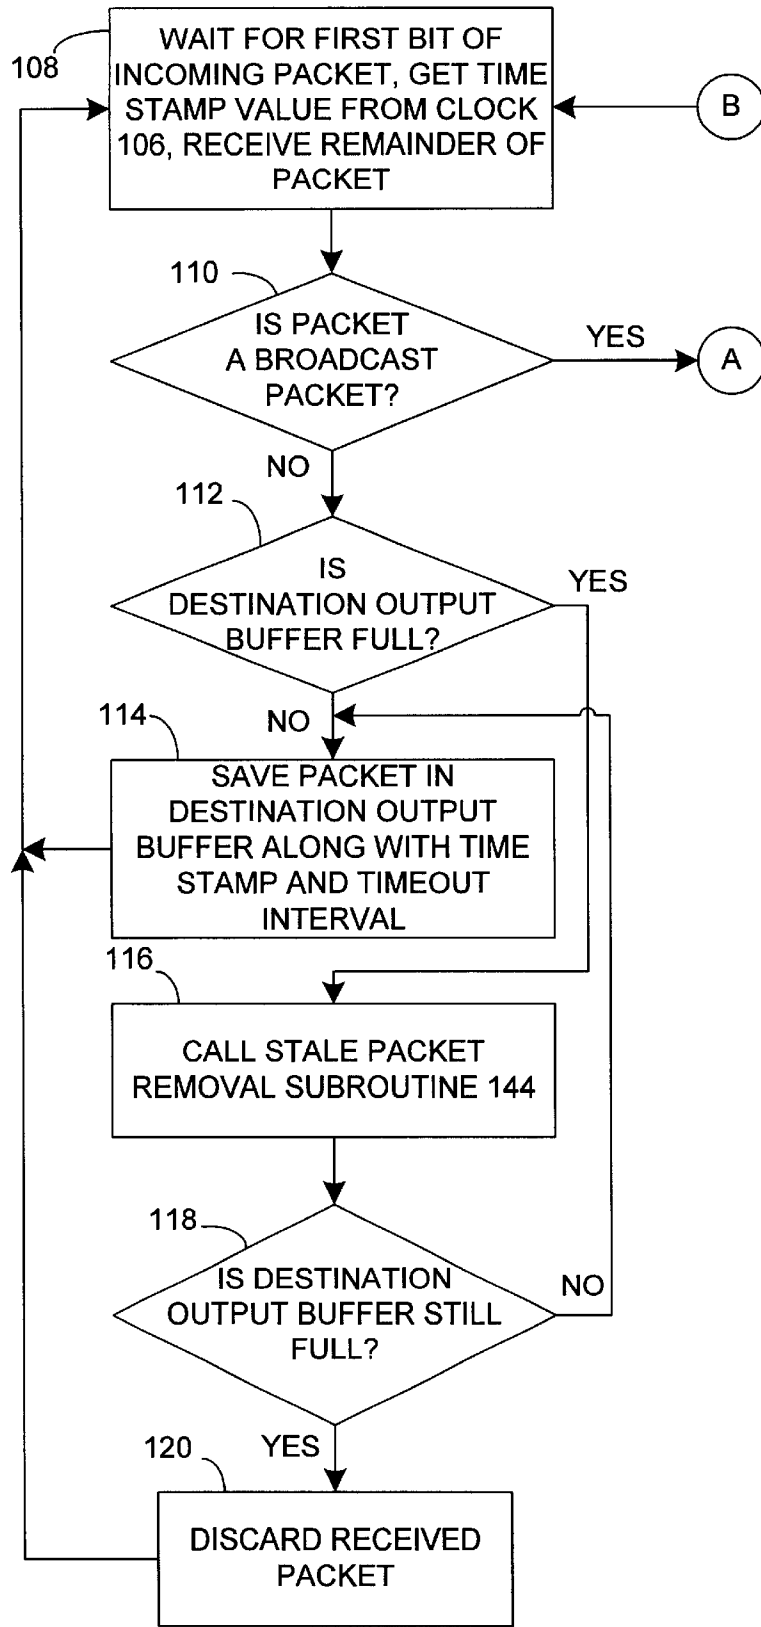 108
WAIT FOR FIRST BIT OF
INCOMING PACKET, GET TIME
STAMP VALUE FROM CLOCK
106, RECEIVE REMAINDER OF
PACKET
B
110
IS PACKET
A BROADCAST
PACKET?
YES
A
NO
112
IS
DESTINATION OUTPUT
BUFFER FULL?
YES
NO
114
SAVE PACKET IN
DESTINATION OUTPUT
BUFFER ALONG WITH TIME
STAMP AND TIMEOUT
INTERVAL
116
CALL STALE PACKET
REMOVAL SUBROUTINE 144
118
IS DESTINATION
OUTPUT BUFFER STILL
FULL?
NO
YES
120
DISCARD RECEIVED
PACKET